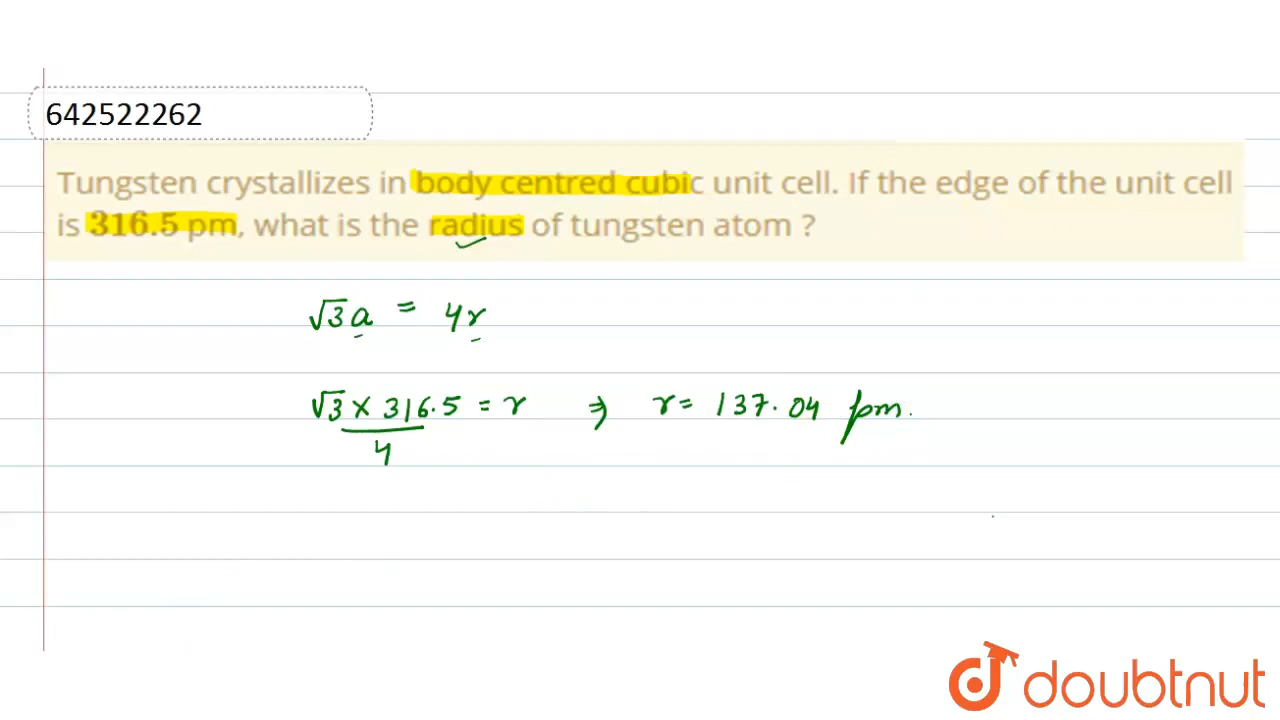 642522262
Tungsten crystallizes in body centred cubic unit cell. If the edge of the unit cell
is 316.5 pm, what is the radius of tungsten atom ?
√3 a = 4r
√3 × 316.5 = r ⇒ r = 137.04 pm.
4
doubtnut